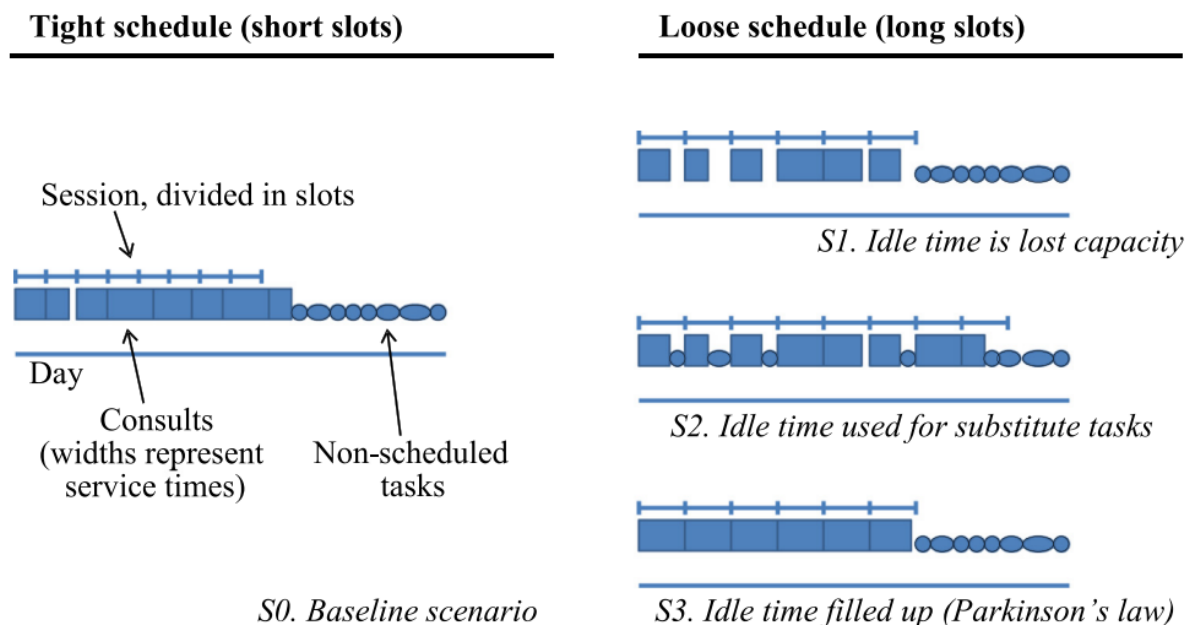 Tight schedule (short slots)
Session, divided in slots
Day
Consults
(widths represent
service times)
Non-scheduled
tasks
S0. Baseline scenario
Loose schedule (long slots)
S1. Idle time is lost capacity
S2. Idle time used for substitute tasks
S3. Idle time filled up (Parkinson's law)